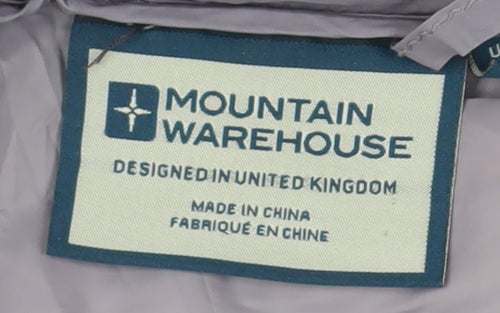 MOUNTAIN
WAREHOUSE
DESIGNED IN UNITED KINGDOM
MADE IN CHINA
FABRIQUÉ EN CHINE